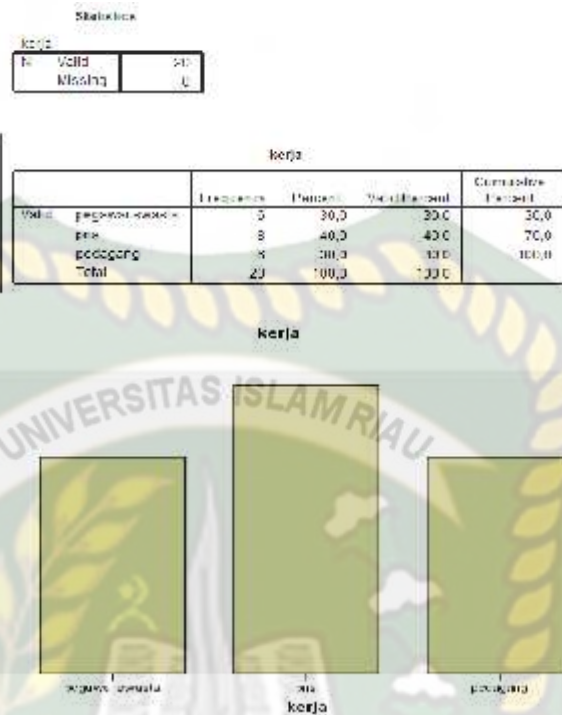 Statistics
kerja
N Valid 20
Missing 0
kerja
Frequency Percent Valid Percent Cumulative Percent
Valid pegawai swasta 6 30,0 30,0 30,0
pns 8 40,0 40,0 70,0
pedagang 6 30,0 30,0 100,0
Total 20 100,0 100,0
kerja
UNIVERSITAS ISLAM RIAU
pegawai swasta pns pedagang
kerja